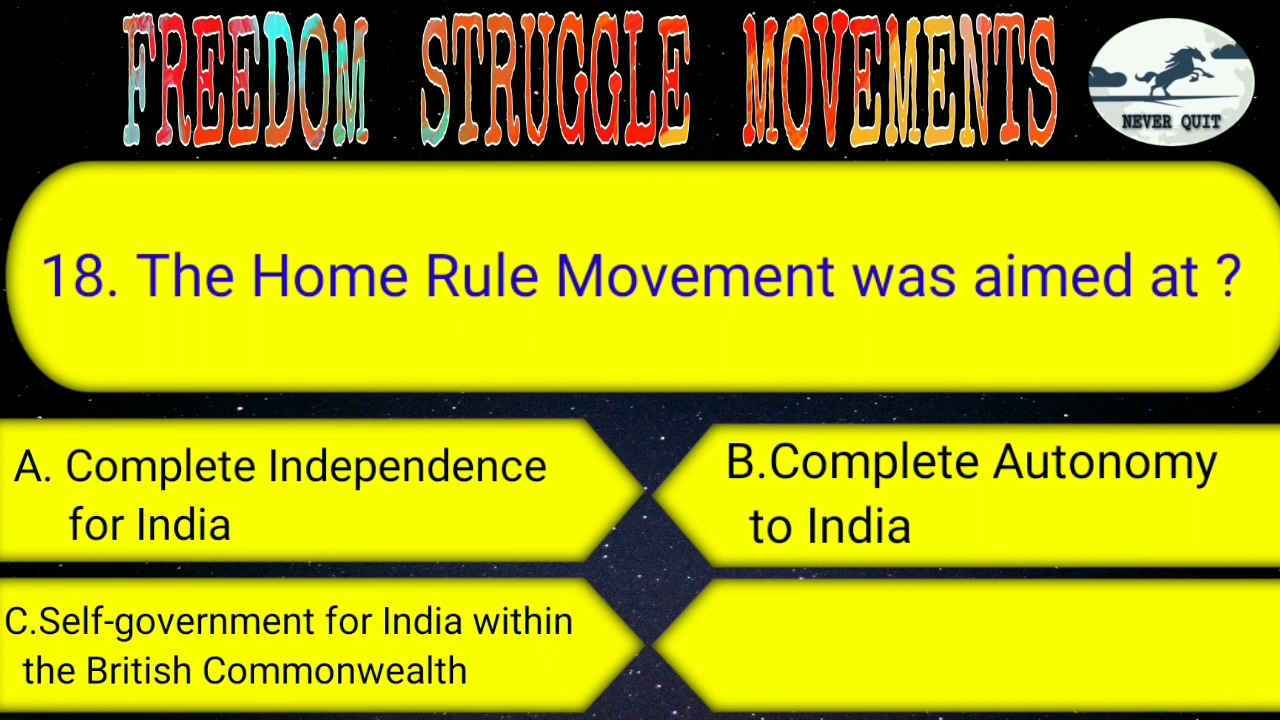 FREEDOM STRUGGLE MOVEMENTS
NEVER QUIT
18. The Home Rule Movement was aimed at ?
A. Complete Independence
for India
B.Complete Autonomy
to India
C.Self-government for India within
the British Commonwealth